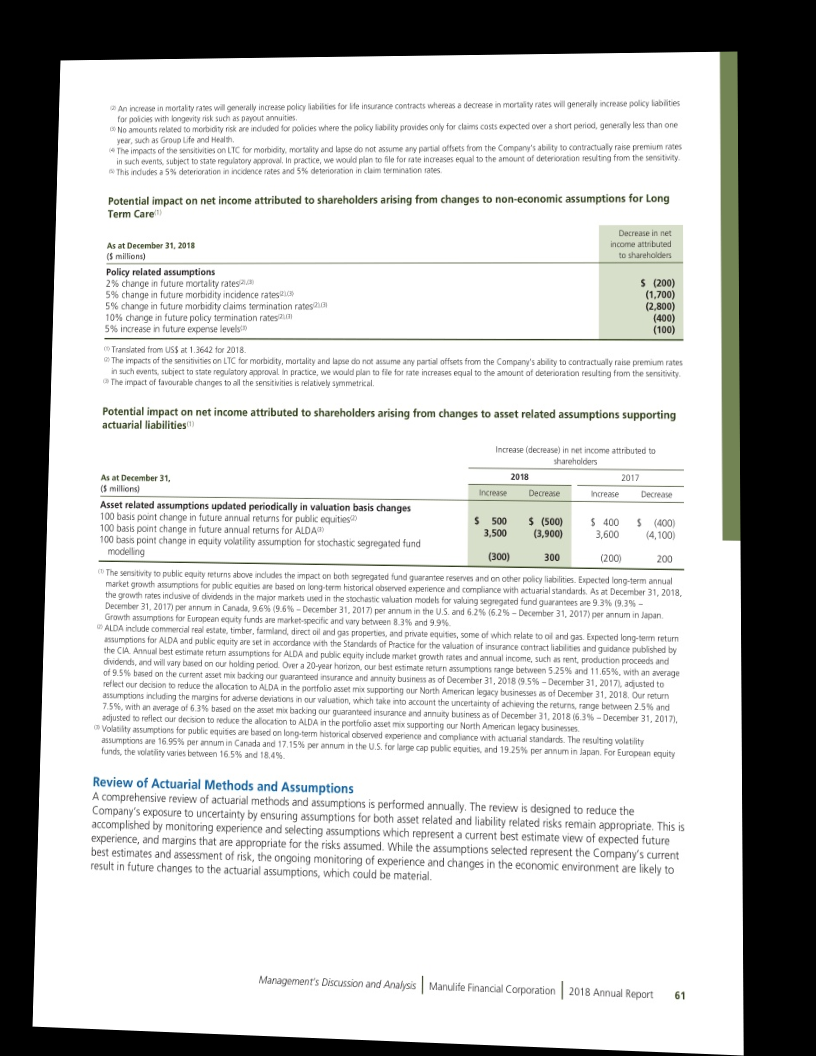 (2) An increase in mortality rates will generally increase policy liabilities for life insurance contracts whereas a decrease in mortality rates will generally increase policy liabilities
for policies with longevity risk such as payout annuities.
(3) No amounts related to morbidity risk are included for policies where the policy liability provides only for claims costs expected over a short period, generally less than one
year, such as Group Life and Health.
(4) The impacts of the sensitivities on LTC for morbidity, mortality and lapse do not assume any partial offsets from the Company's ability to contractually raise premium rates
in such events, subject to state regulatory approval. In practice, we would plan to file for rate increases equal to the amount of deterioration resulting from the sensitivity.
(5) This includes a 5% deterioration in incidence rates and 5% deterioration in claim termination rates.
Potential impact on net income attributed to shareholders arising from changes to non-economic assumptions for Long
Term Care(1)
Decrease in net
income attributed
to shareholders
As at December 31, 2018
($ millions)
Policy related assumptions
2% change in future mortality rates(2),(3) $ (200)
5% change in future morbidity incidence rates(2),(3) (1,700)
5% change in future morbidity claims termination rates(2),(3) (2,800)
10% change in future policy termination rates(2),(3) (400)
5% increase in future expense levels(3) (100)
(1) Translated from US$ at 1.3642 for 2018.
(2) The impacts of the sensitivities on LTC for morbidity, mortality and lapse do not assume any partial offsets from the Company's ability to contractually raise premium rates
in such events, subject to state regulatory approval. In practice, we would plan to file for rate increases equal to the amount of deterioration resulting from the sensitivity.
(3) The impact of favourable changes to all the sensitivities is relatively symmetrical.
Potential impact on net income attributed to shareholders arising from changes to asset related assumptions supporting
actuarial liabilities(1)
Increase (decrease) in net income attributed to
shareholders
As at December 31, 2018 2017
($ millions) Increase Decrease Increase Decrease
Asset related assumptions updated periodically in valuation basis changes
100 basis point change in future annual returns for public equities(2) $ 500 $ (500) $ 400 $ (400)
100 basis point change in future annual returns for ALDA(3) 3,500 (3,900) 3,600 (4,100)
100 basis point change in equity volatility assumption for stochastic segregated fund
modelling (300) 300 (200) 200
(1) The sensitivity to public equity returns above includes the impact on both segregated fund guarantee reserves and on other policy liabilities. Expected long-term annual
market growth assumptions for public equities are based on long-term historical observed experience and compliance with actuarial standards. As at December 31, 2018,
the growth rates inclusive of dividends in the major markets used in the stochastic valuation models for valuing segregated fund guarantees are 9.3% (9.3% –
December 31, 2017) per annum in Canada, 9.6% (9.6% – December 31, 2017) per annum in the U.S. and 6.2% (6.2% – December 31, 2017) per annum in Japan.
Growth assumptions for European equity funds are market-specific and vary between 8.3% and 9.9%.
(2) ALDA include commercial real estate, timber, farmland, direct oil and gas properties, and private equities, some of which relate to oil and gas. Expected long-term return
assumptions for ALDA and public equity are set in accordance with the Standards of Practice for the valuation of insurance contract liabilities and guidance published by
the CIA. Annual best estimate return assumptions for ALDA and public equity include market growth rates and annual income, such as rent, production proceeds and
dividends, and will vary based on our holding period. Over a 20-year horizon, our best estimate return assumptions range between 5.25% and 11.65%, with an average
of 9.5% based on the current asset mix backing our guaranteed insurance and annuity business as of December 31, 2018 (9.5% – December 31, 2017), adjusted to
reflect our decision to reduce the allocation to ALDA in the portfolio asset mix supporting our North American legacy businesses as of December 31, 2018. Our return
assumptions including the margins for adverse deviations in our valuation, which take into account the uncertainty of achieving the returns, range between 2.5% and
7.5%, with an average of 6.3% based on the asset mix backing our guaranteed insurance and annuity business as of December 31, 2018 (6.3% – December 31, 2017),
adjusted to reflect our decision to reduce the allocation to ALDA in the portfolio asset mix supporting our North American legacy businesses.
(3) Volatility assumptions for public equities are based on long-term historical observed experience and compliance with actuarial standards. The resulting volatility
assumptions are 16.95% per annum in Canada and 17.15% per annum in the U.S. for large cap public equities, and 19.25% per annum in Japan. For European equity
funds, the volatility varies between 16.5% and 18.4%.
Review of Actuarial Methods and Assumptions
A comprehensive review of actuarial methods and assumptions is performed annually. The review is designed to reduce the
Company's exposure to uncertainty by ensuring assumptions for both asset related and liability related risks remain appropriate. This is
accomplished by monitoring experience and selecting assumptions which represent a current best estimate view of expected future
experience, and margins that are appropriate for the risks assumed. While the assumptions selected represent the Company's current
best estimates and assessment of risk, the ongoing monitoring of experience and changes in the economic environment are likely to
result in future changes to the actuarial assumptions, which could be material.
Management's Discussion and Analysis | Manulife Financial Corporation | 2018 Annual Report 61